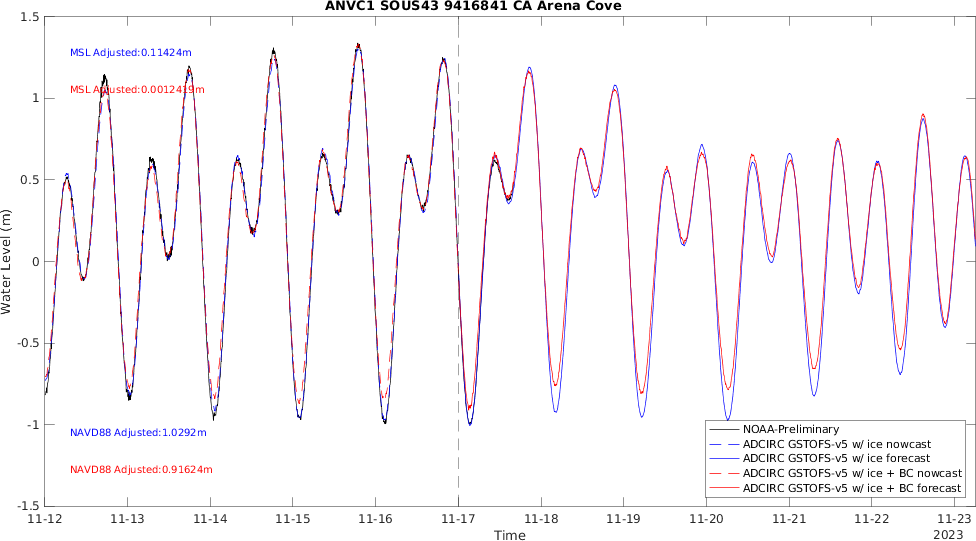 ANVC1 SOUS43 9416841 CA Arena Cove
1.5
1
0.5
0
-0.5
-1
-1.5
Water Level (m)
MSL Adjusted:0.11424m
MSL Adjusted:0.0012419m
NAVD88 Adjusted:1.0292m
NAVD88 Adjusted:0.91624m
NOAA-Preliminary
ADCIRC GSTOFS-v5 w/ ice nowcast
ADCIRC GSTOFS-v5 w/ ice forecast
ADCIRC GSTOFS-v5 w/ ice + BC nowcast
ADCIRC GSTOFS-v5 w/ ice + BC forecast
11-12 11-13 11-14 11-15 11-16 11-17 11-18 11-19 11-20 11-21 11-22 11-23
Time
2023